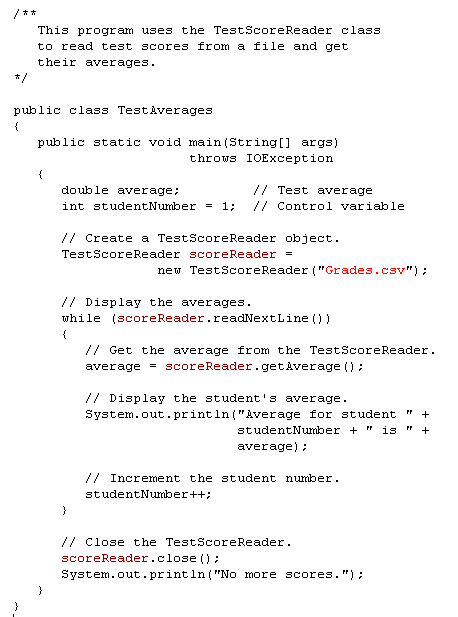 /**
This program uses the TestScoreReader class
to read test scores from a file and get
their averages.
*/
public class TestAverages
{
public static void main(String[] args)
throws IOException
{
double average; // Test average
int studentNumber = 1; // Control variable
// Create a TestScoreReader object.
TestScoreReader scoreReader =
new TestScoreReader("Grades.csv");
// Display the averages.
while (scoreReader.readNextLine())
{
// Get the average from the TestScoreReader.
average = scoreReader.getAverage();
// Display the student's average.
System.out.println("Average for student " +
studentNumber + " is " +
average);
// Increment the student number.
studentNumber++;
}
// Close the TestScoreReader.
scoreReader.close();
System.out.println("No more scores.");
}
}